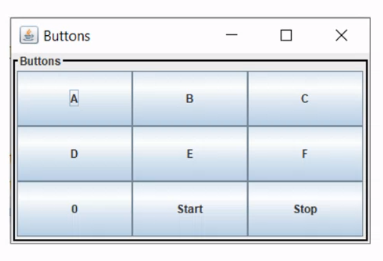 Buttons
Buttons
A B C
D E F
0 Start Stop